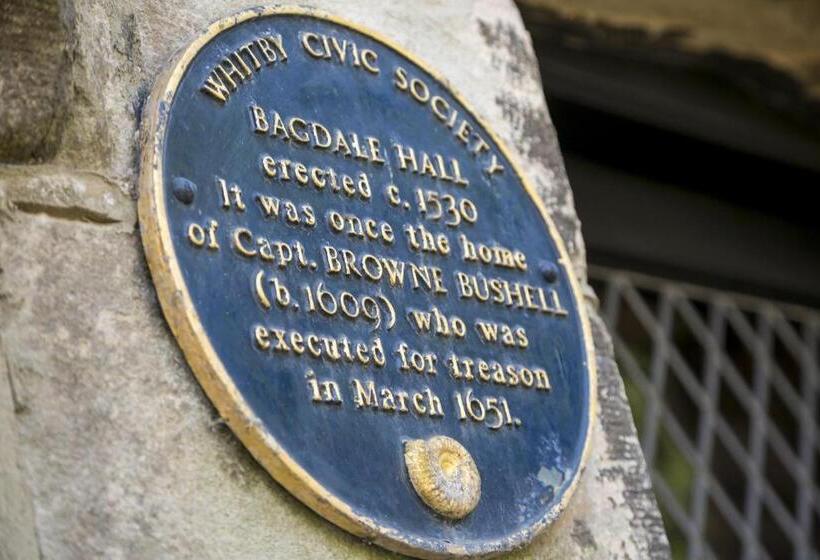 WHITBY CIVIC SOCIETY
BAGDALE HALL
erected c. 1530
It was once the home
of Capt. BROWNE BUSHELL
(b. 1609) who was
executed for treason
in March 1651.